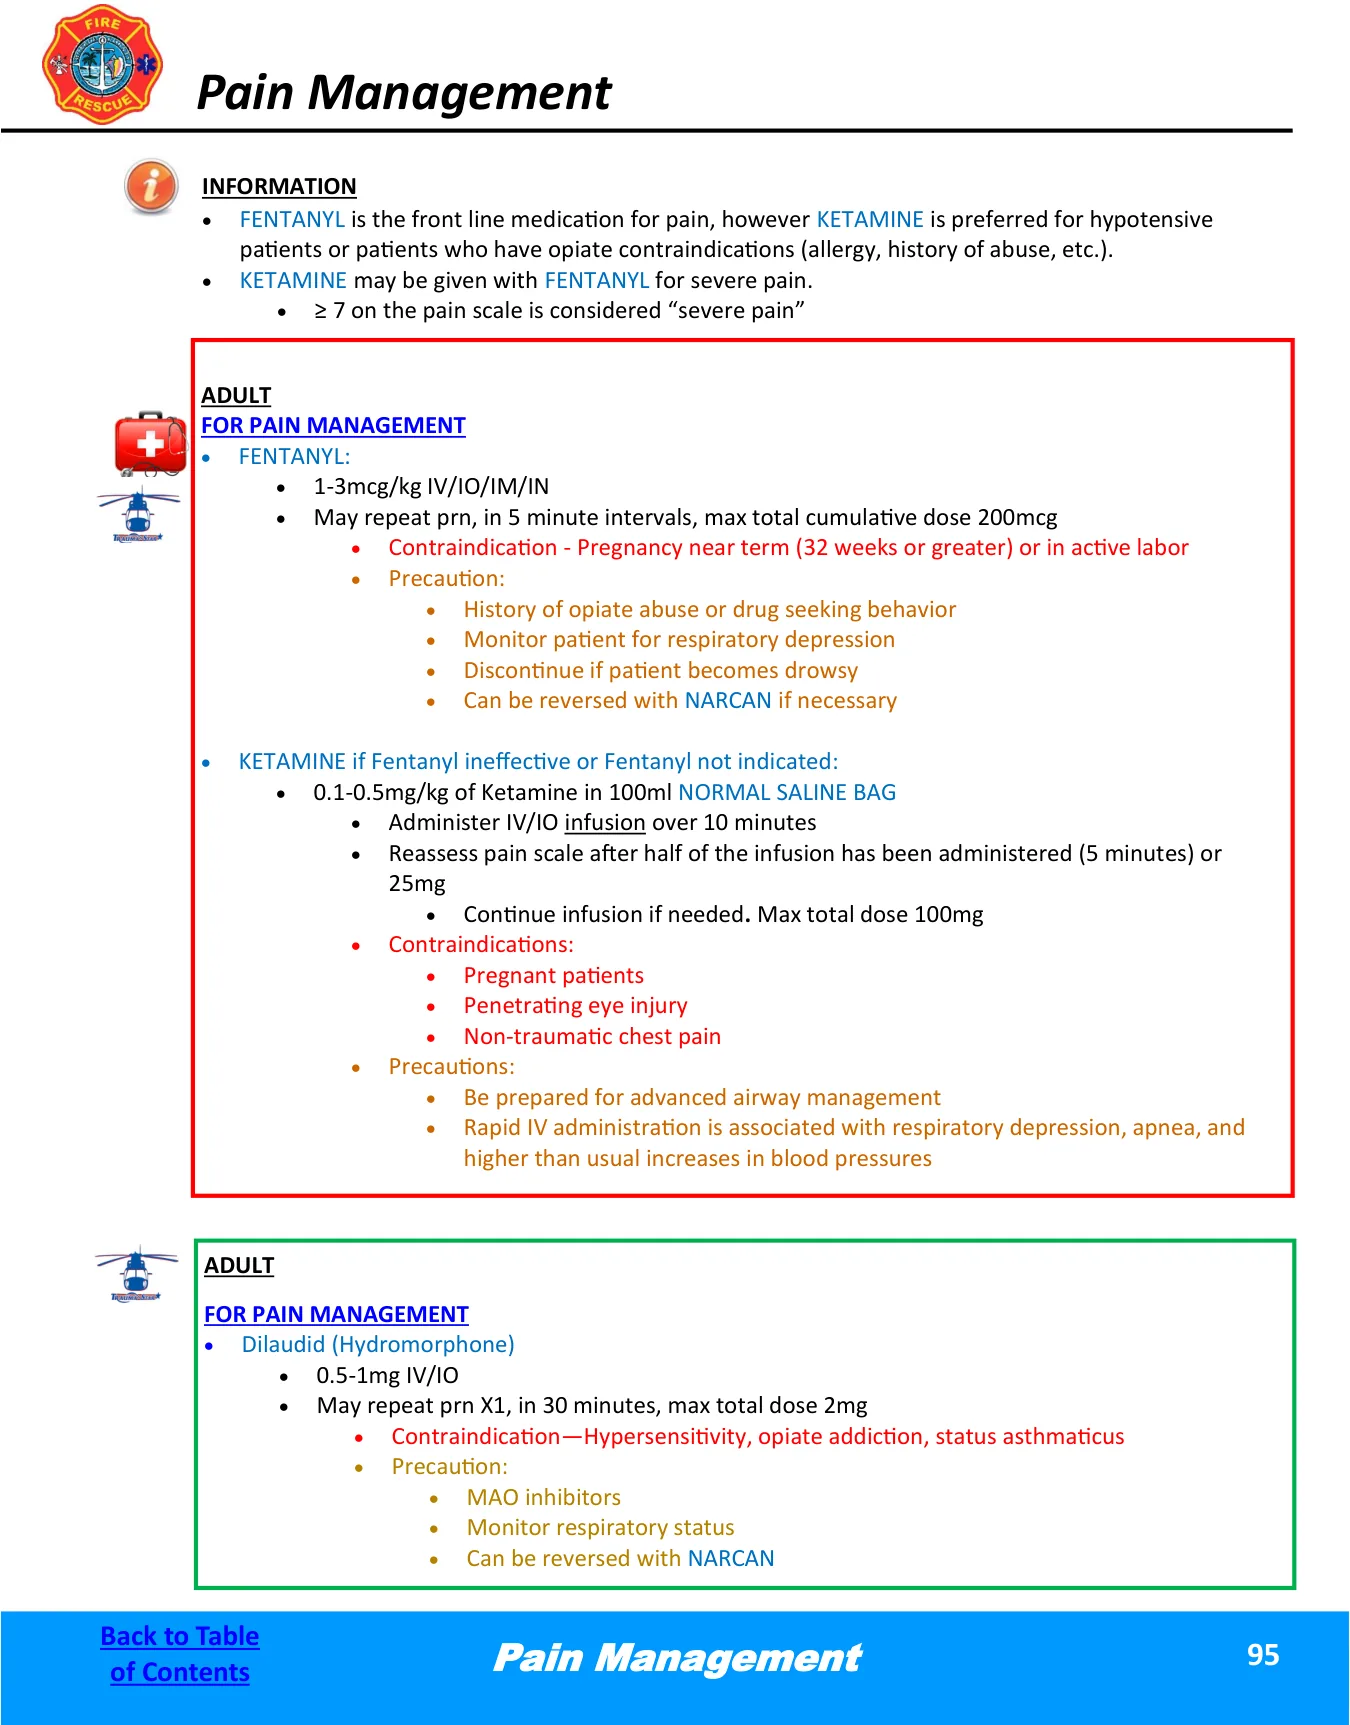 FIRE
RESCUE
Pain Management
INFORMATION
• FENTANYL is the front line medication for pain, however KETAMINE is preferred for hypotensive
patients or patients who have opiate contraindications (allergy, history of abuse, etc.).
• KETAMINE may be given with FENTANYL for severe pain.
• ≥ 7 on the pain scale is considered “severe pain”
ADULT
FOR PAIN MANAGEMENT
• FENTANYL:
• 1-3mcg/kg IV/IO/IM/IN
• May repeat prn, in 5 minute intervals, max total cumulative dose 200mcg
• Contraindication - Pregnancy near term (32 weeks or greater) or in active labor
• Precaution:
• History of opiate abuse or drug seeking behavior
• Monitor patient for respiratory depression
• Discontinue if patient becomes drowsy
• Can be reversed with NARCAN if necessary
• KETAMINE if Fentanyl ineffective or Fentanyl not indicated:
• 0.1-0.5mg/kg of Ketamine in 100ml NORMAL SALINE BAG
• Administer IV/IO infusion over 10 minutes
• Reassess pain scale after half of the infusion has been administered (5 minutes) or
25mg
• Continue infusion if needed. Max total dose 100mg
• Contraindications:
• Pregnant patients
• Penetrating eye injury
• Non-traumatic chest pain
• Precautions:
• Be prepared for advanced airway management
• Rapid IV administration is associated with respiratory depression, apnea, and
higher than usual increases in blood pressures
ADULT
FOR PAIN MANAGEMENT
• Dilaudid (Hydromorphone)
• 0.5-1mg IV/IO
• May repeat prn X1, in 30 minutes, max total dose 2mg
• Contraindication—Hypersensitivity, opiate addiction, status asthmaticus
• Precaution:
• MAO inhibitors
• Monitor respiratory status
• Can be reversed with NARCAN
Back to Table
of Contents
Pain Management
95